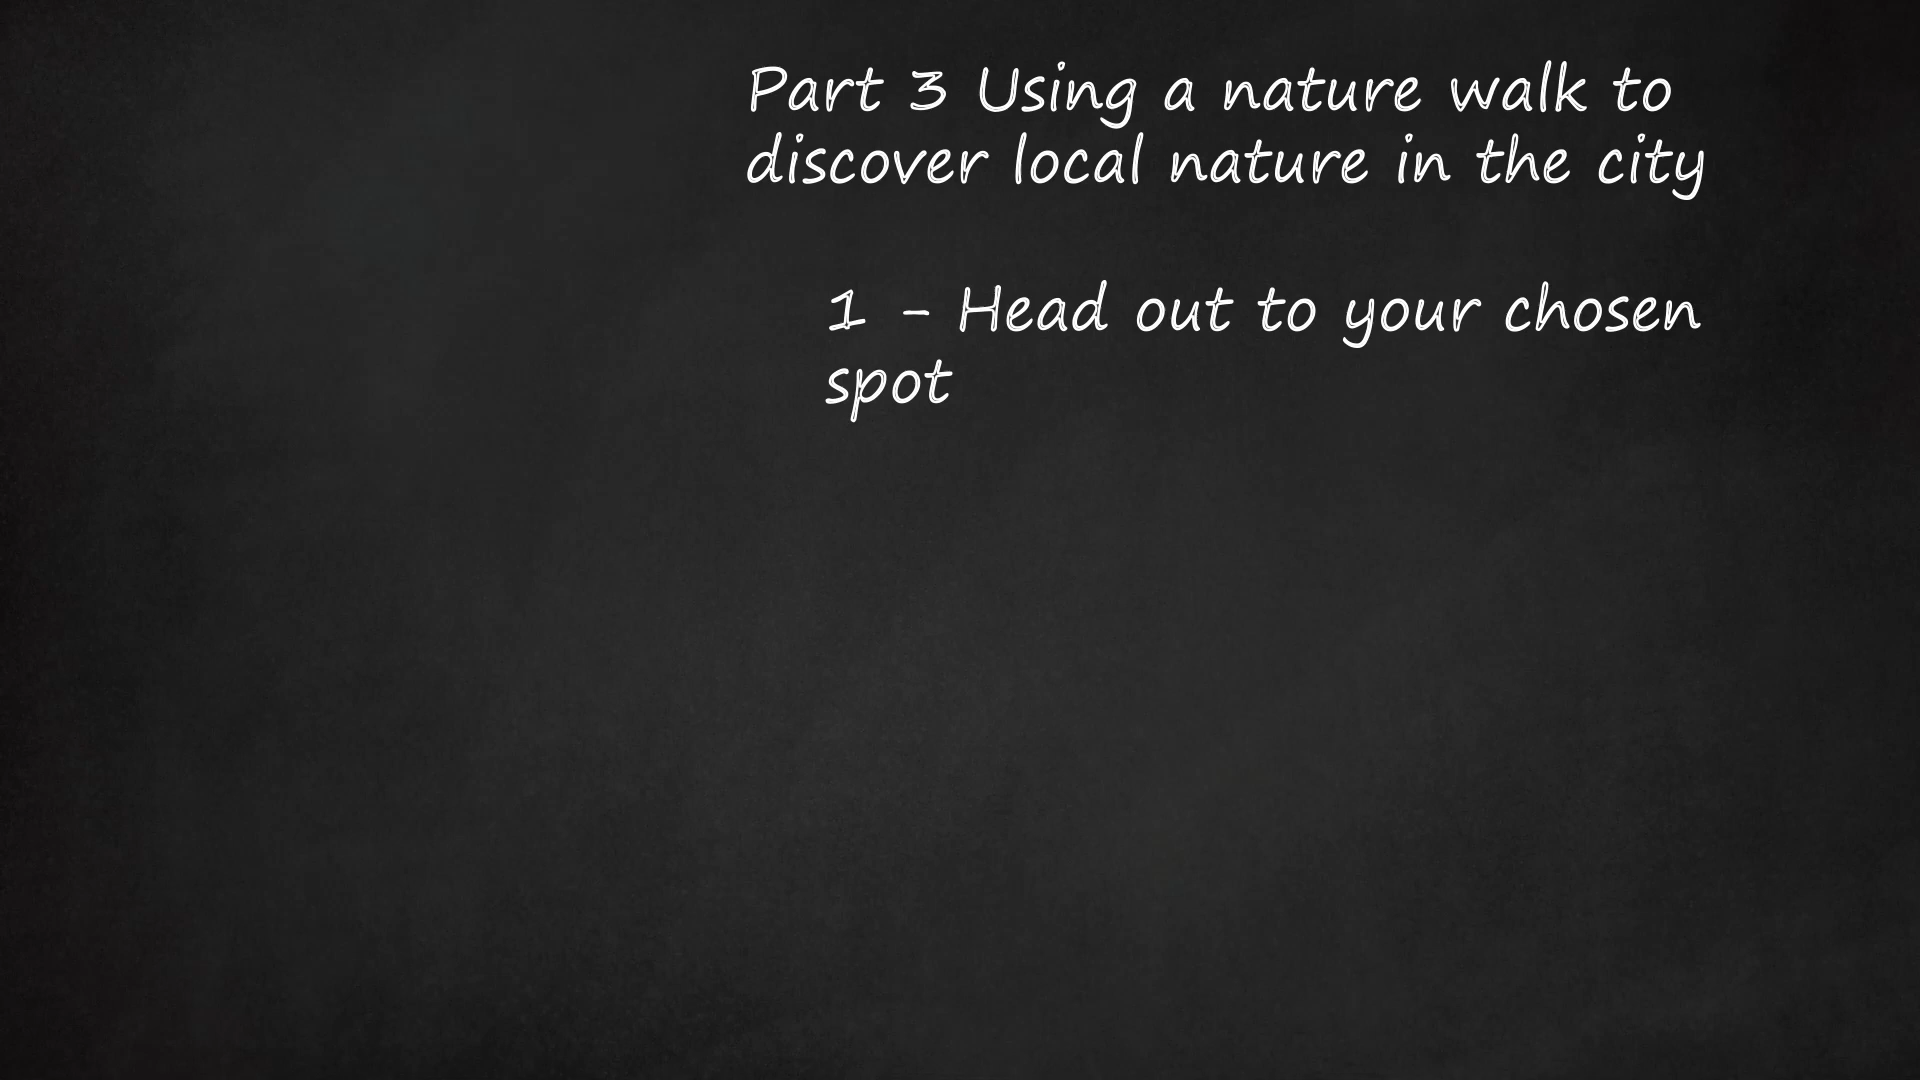 Part 3 Using a nature walk to
discover local nature in the city
1 - Head out to your chosen
spot